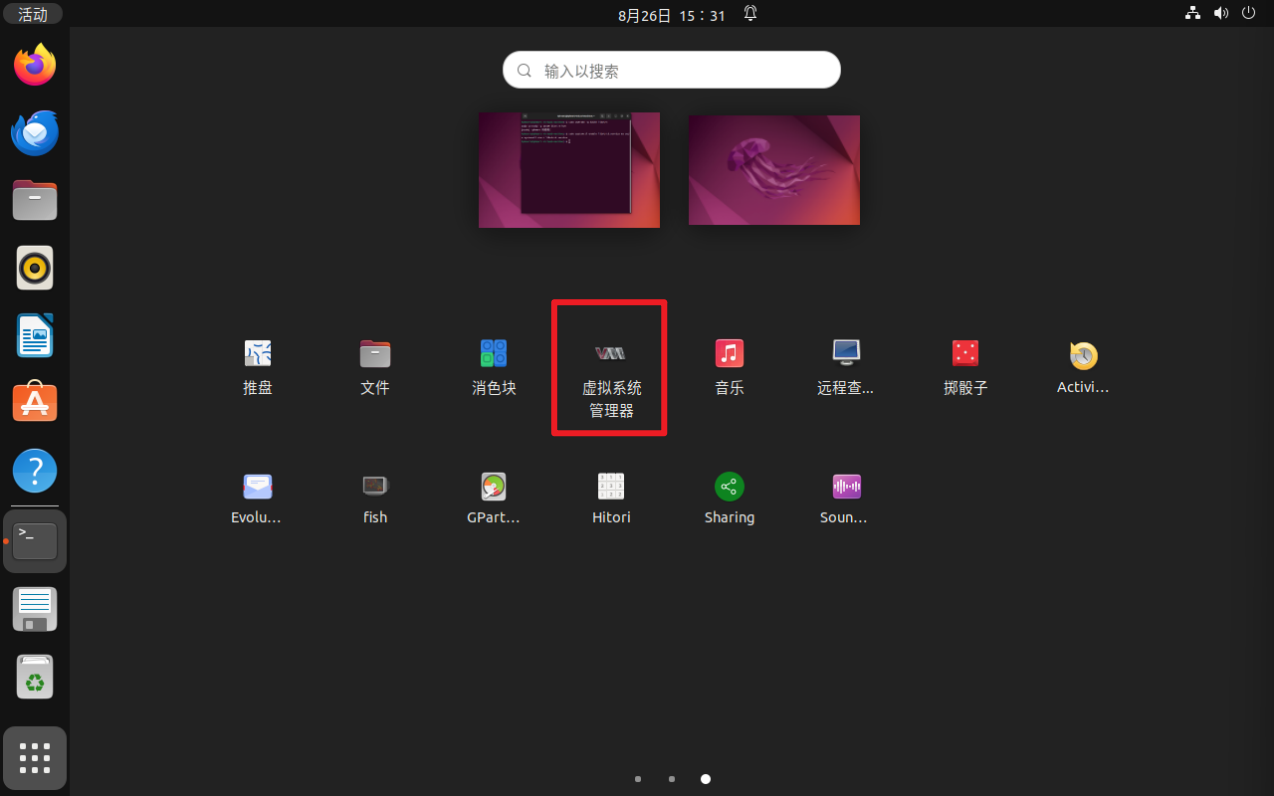 活动
8月26日 15：31
输入以搜索
推盘
文件
消色块
虚拟系统
管理器
音乐
远程查...
掷骰子
Activi...
Evolu...
fish
GPart...
Hitori
Sharing
Soun...